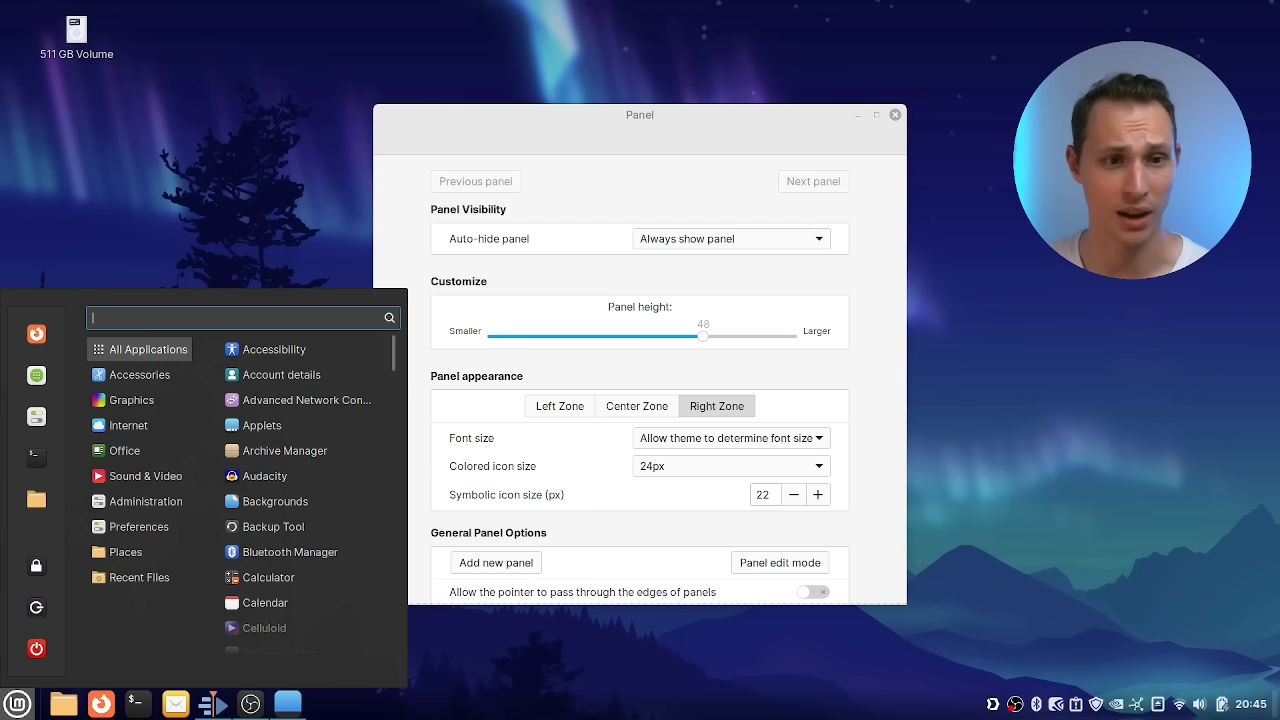 511 GB Volume
Panel
Previous panel
Next panel
Panel Visibility
Auto-hide panel
Always show panel
Customize
Panel height:
48
Smaller
Larger
Panel appearance
Left Zone
Center Zone
Right Zone
Font size
Allow theme to determine font size
Colored icon size
24px
Symbolic icon size (px)
22
General Panel Options
Add new panel
Panel edit mode
Allow the pointer to pass through the edges of panels
All Applications
Accessories
Graphics
Internet
Office
Sound & Video
Administration
Preferences
Places
Recent Files
Accessibility
Account details
Advanced Network Con...
Applets
Archive Manager
Audacity
Backgrounds
Backup Tool
Bluetooth Manager
Calculator
Calendar
Celluloid
20:45